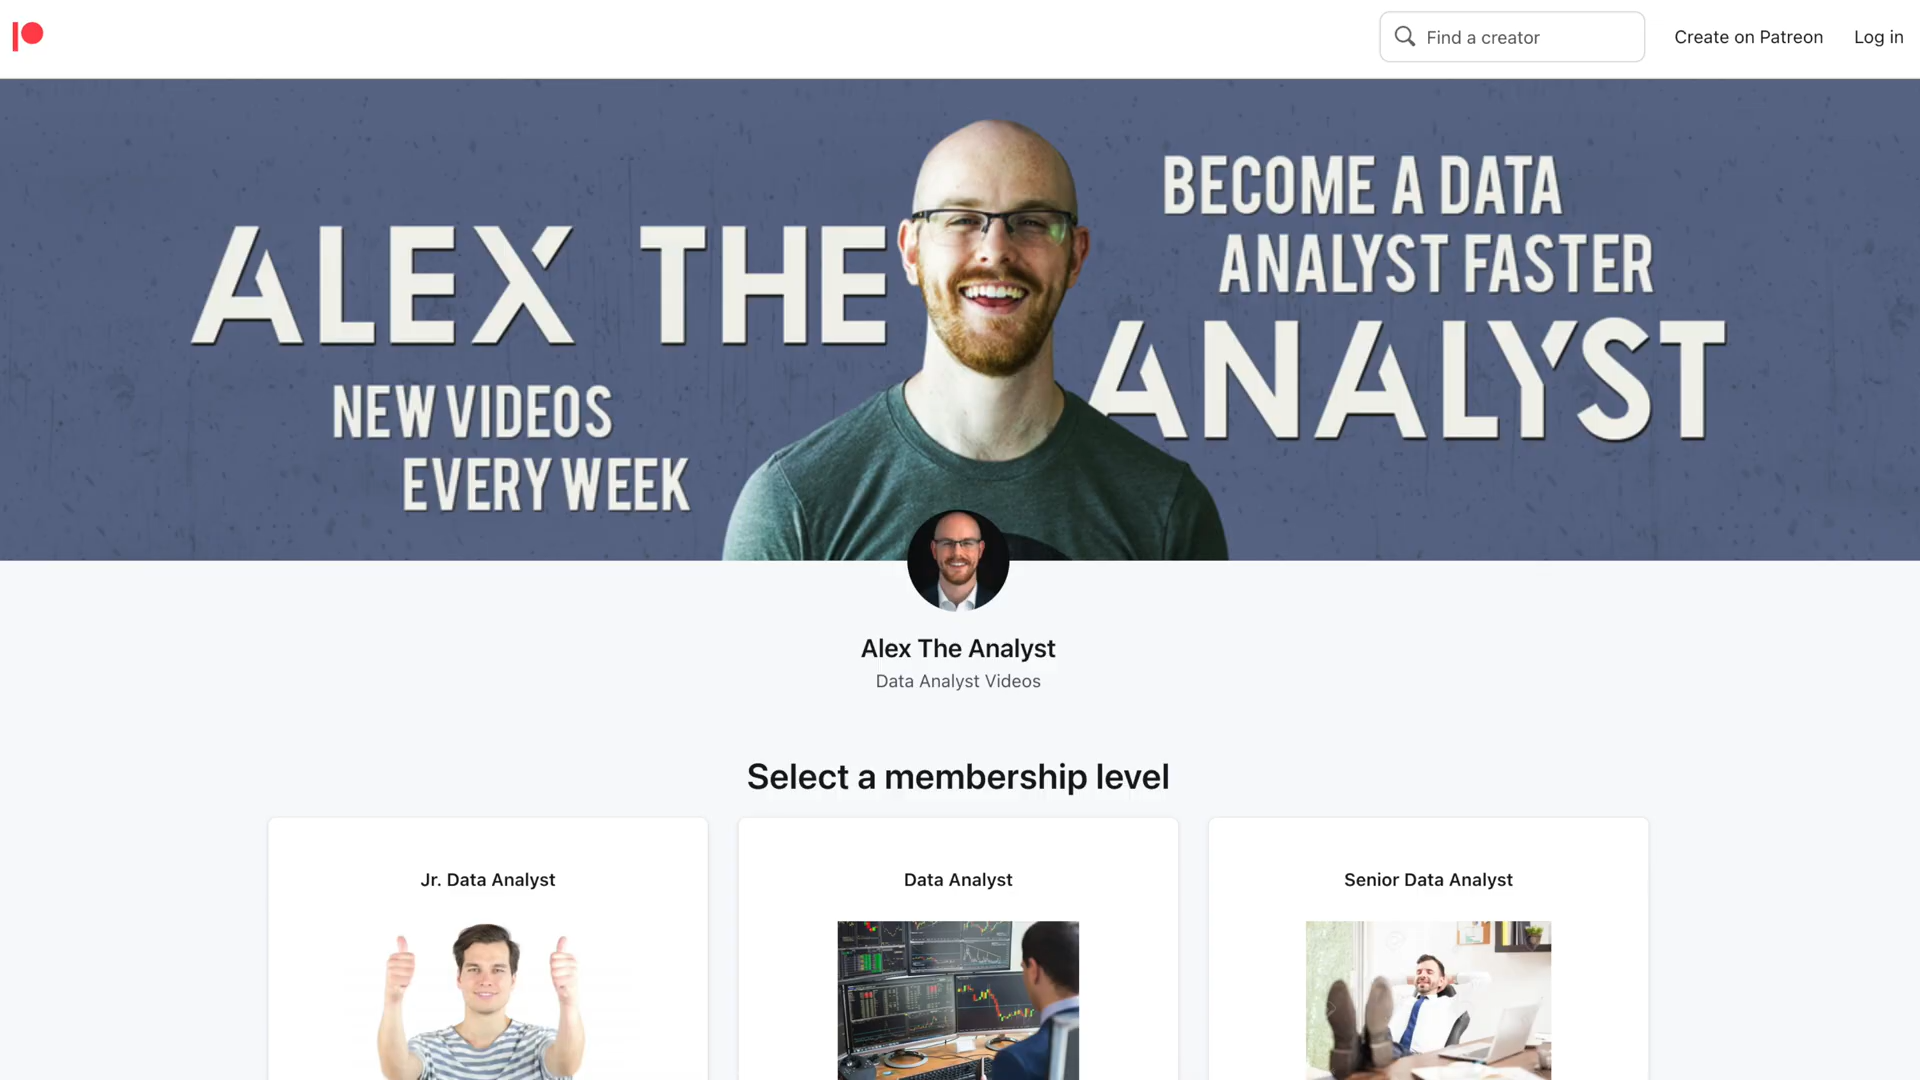 Find a creator
Create on Patreon
Log in
ALEX THE
ANALYST
BECOME A DATA
ANALYST FASTER
NEW VIDEOS
EVERY WEEK
Alex The Analyst
Data Analyst Videos
Select a membership level
Jr. Data Analyst
Data Analyst
Senior Data Analyst